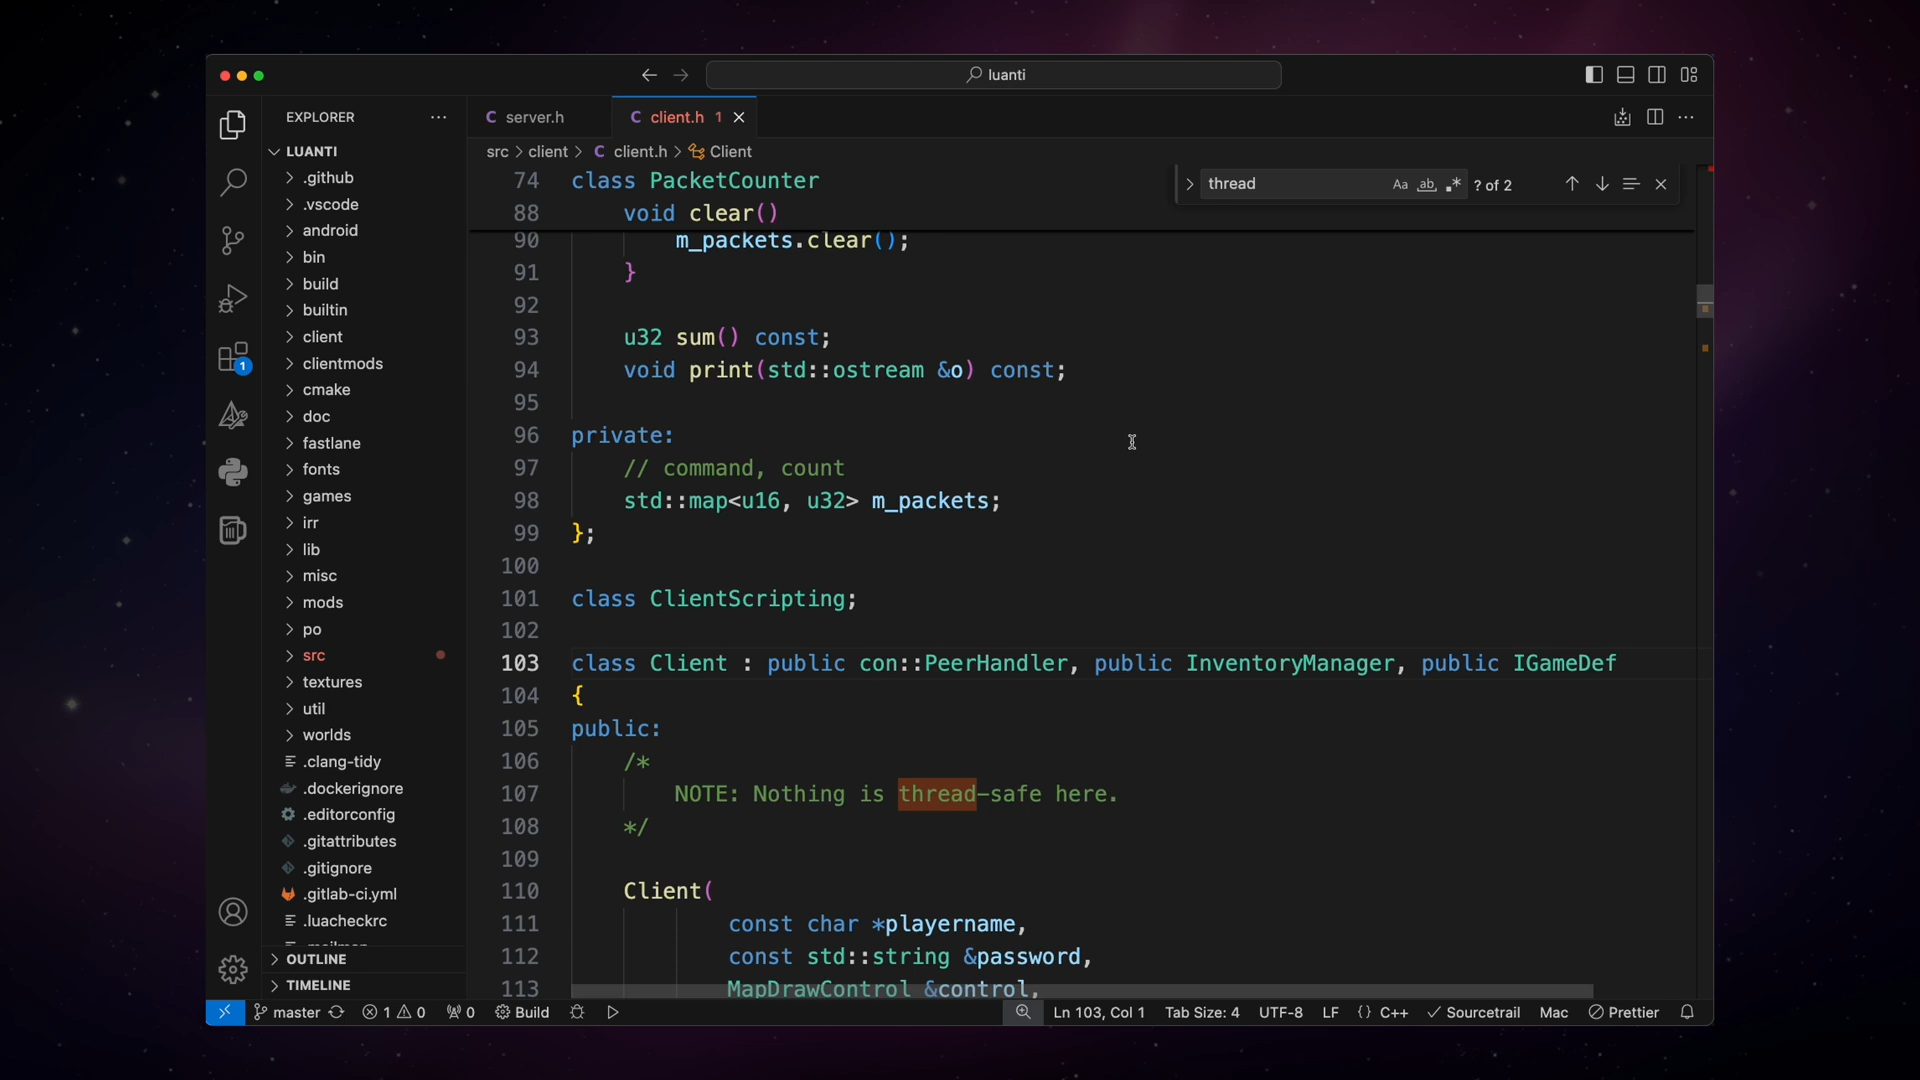 luanti
EXPLORER
server.h
client.h 1
LUANTI
src > client > C client.h > Client
.github
.vscode
android
bin
build
builtin
client
clientmods
cmake
doc
fastlane
fonts
games
irr
lib
misc
mods
po
src
textures
util
worlds
.clang-tidy
.dockerignore
.editorconfig
.gitattributes
.gitignore
.gitlab-ci.yml
.luacheckrc
OUTLINE
TIMELINE
1
thread Aa ab .* ? of 2
74 class PacketCounter
88 void clear()
90 m_packets.clear();
91 }
92
93 u32 sum() const;
94 void print(std::ostream &o) const;
95
96 private:
97 // command, count
98 std::map<u16, u32> m_packets;
99 };
100
101 class ClientScripting;
102
103 class Client : public con::PeerHandler, public InventoryManager, public IGameDef
104 {
105 public:
106 /*
107 NOTE: Nothing is thread-safe here.
108 */
109
110 Client(
111 const char *playername,
112 const std::string &password,
113 MapDrawControl &control,
master 1 0 0 Build Ln 103, Col 1 Tab Size: 4 UTF-8 LF {} C++ Sourcetrail Mac Prettier